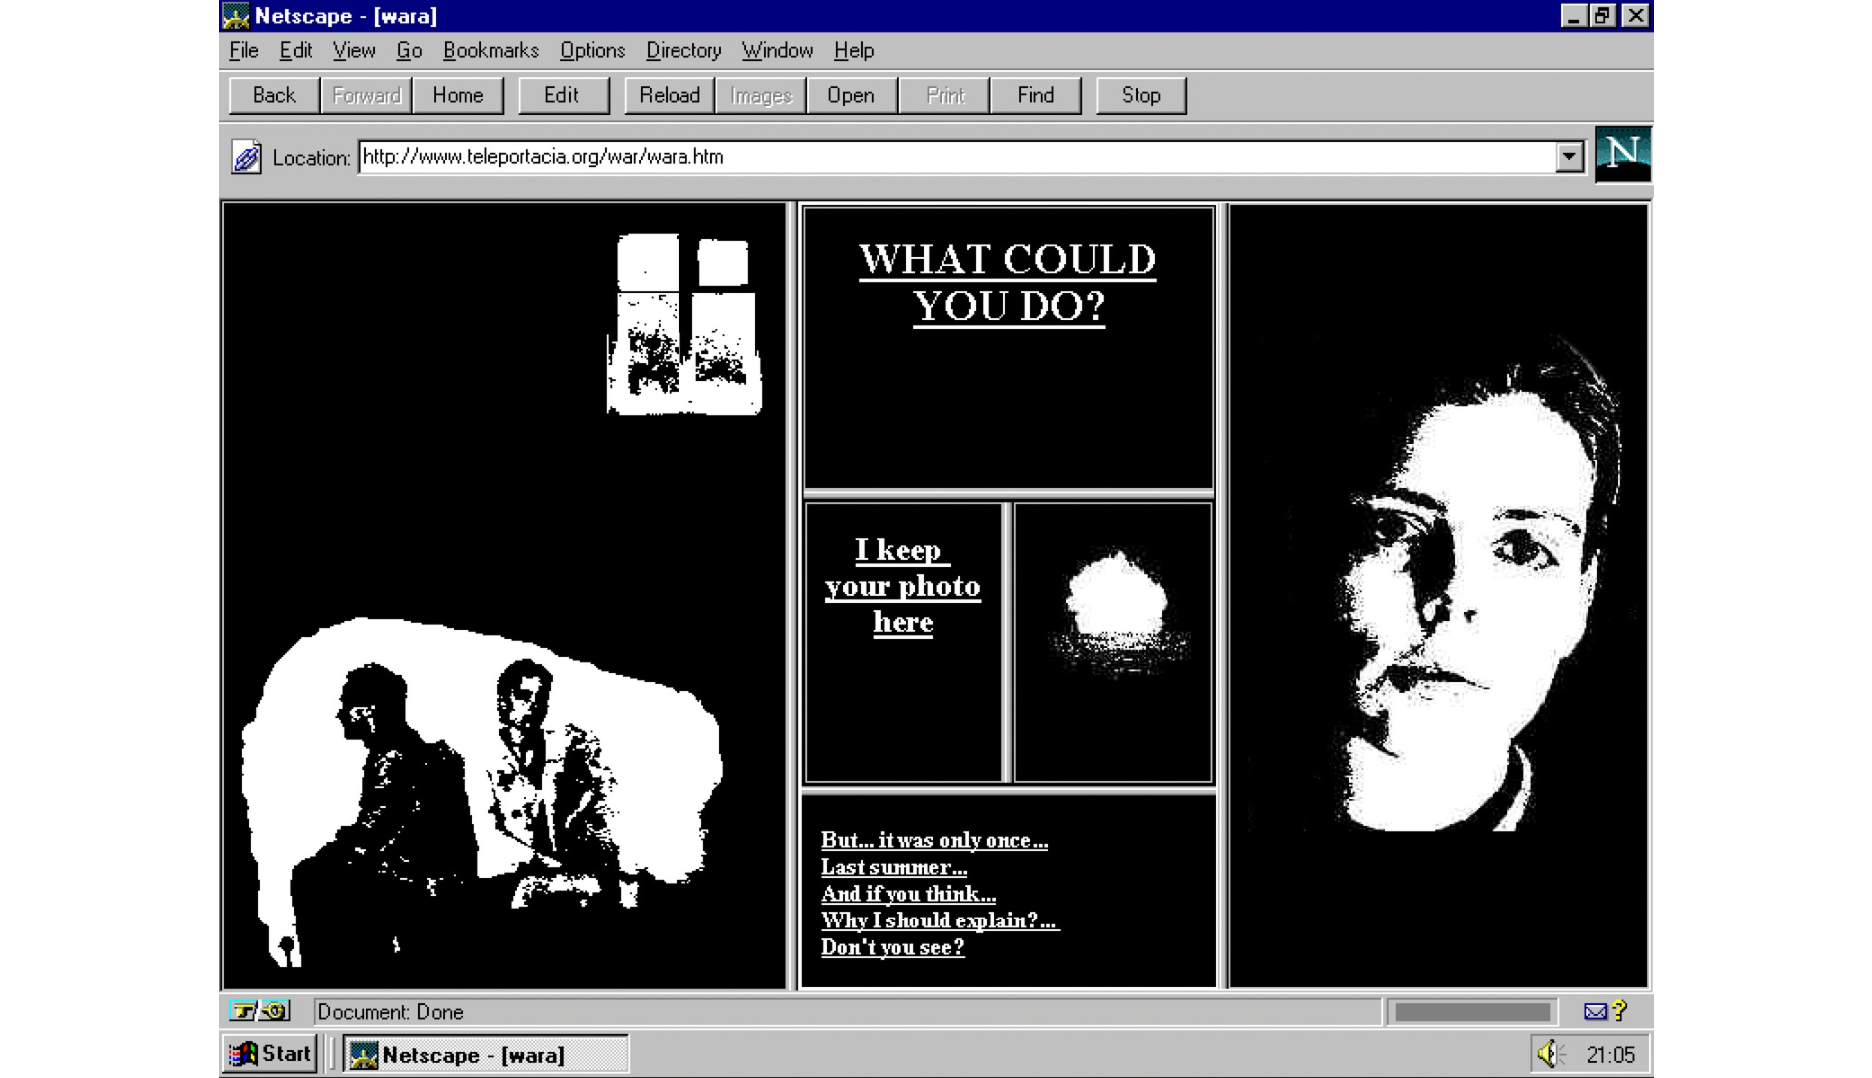 Netscape - [wara]
File Edit View Go Bookmarks Options Directory Window Help
Back Forward Home Edit Reload Images Open Print Find Stop
Location: http://www.teleportacia.org/war/wara.htm
N
WHAT COULD
YOU DO?
I keep
your photo
here
But... it was only once...
Last summer...
And if you think...
Why I should explain?...
Don't you see?
Document: Done
?
Start Netscape - [wara] 21:05